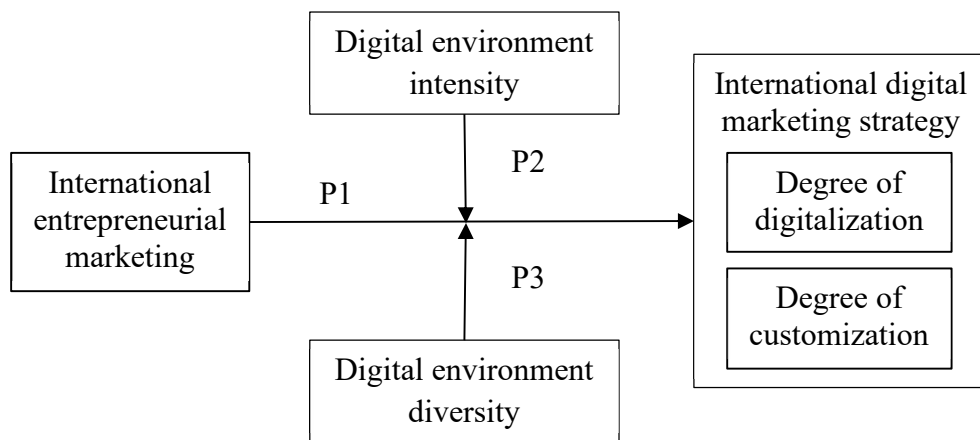 Digital environment
intensity
International digital
marketing strategy
International
entrepreneurial
marketing
P1
P2
Degree of
digitalization
P3
Degree of
customization
Digital environment
diversity